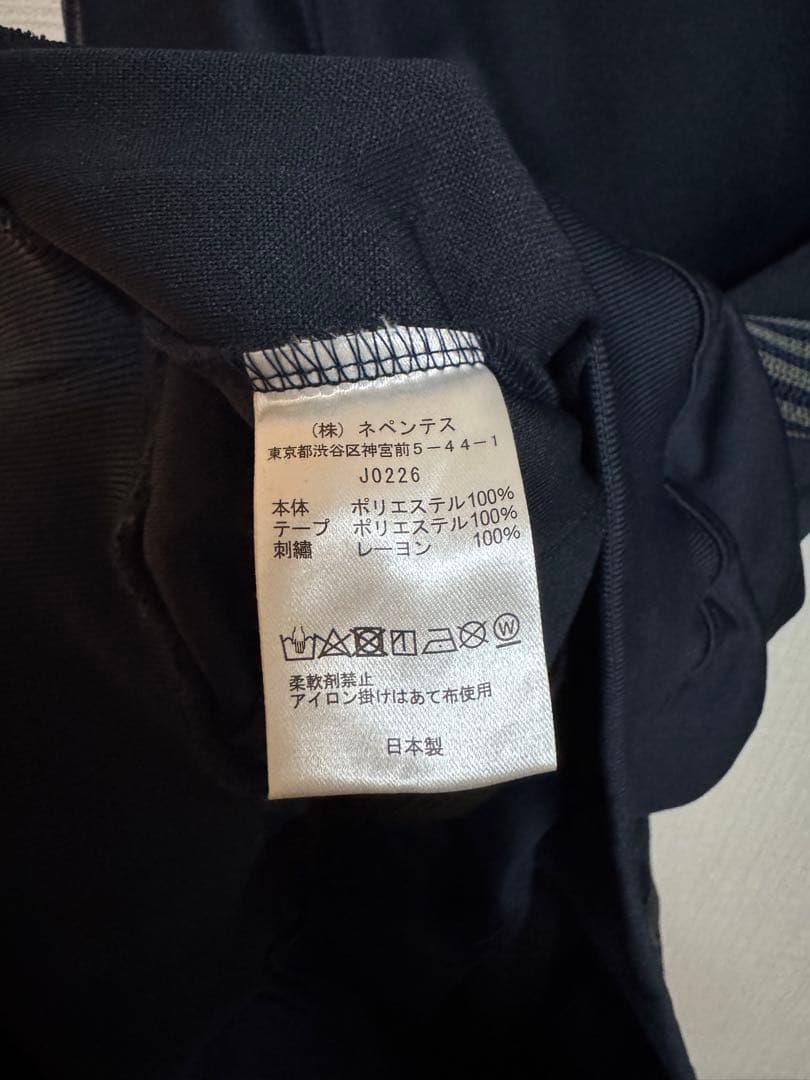 (株) ネペンテス
東京都渋谷区神宮前5-44-1
J0226
本体 ポリエステル100%
テープ ポリエステル100%
刺繡 レーヨン 100%
W
柔軟剤禁止
アイロン掛けはあて布使用
日本製